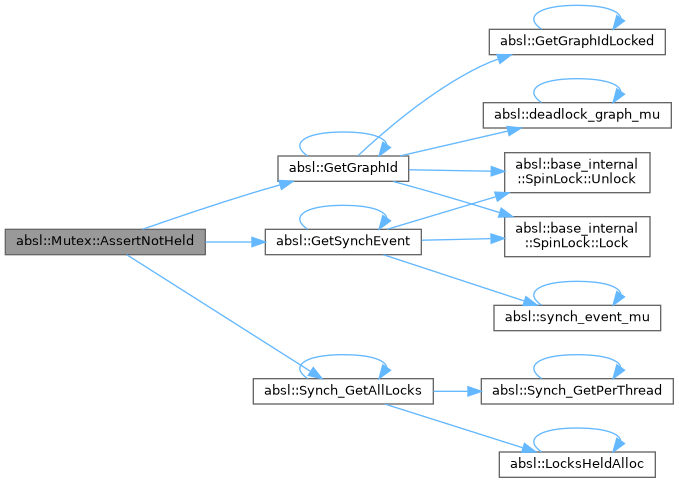 absl::Mutex::AssertNotHeld
absl::GetGraphId
absl::GetSynchEvent
absl::Synch_GetAllLocks
absl::GetGraphIdLocked
absl::deadlock_graph_mu
absl::base_internal
::SpinLock::Unlock
absl::base_internal
::SpinLock::Lock
absl::synch_event_mu
absl::Synch_GetPerThread
absl::LocksHeldAlloc